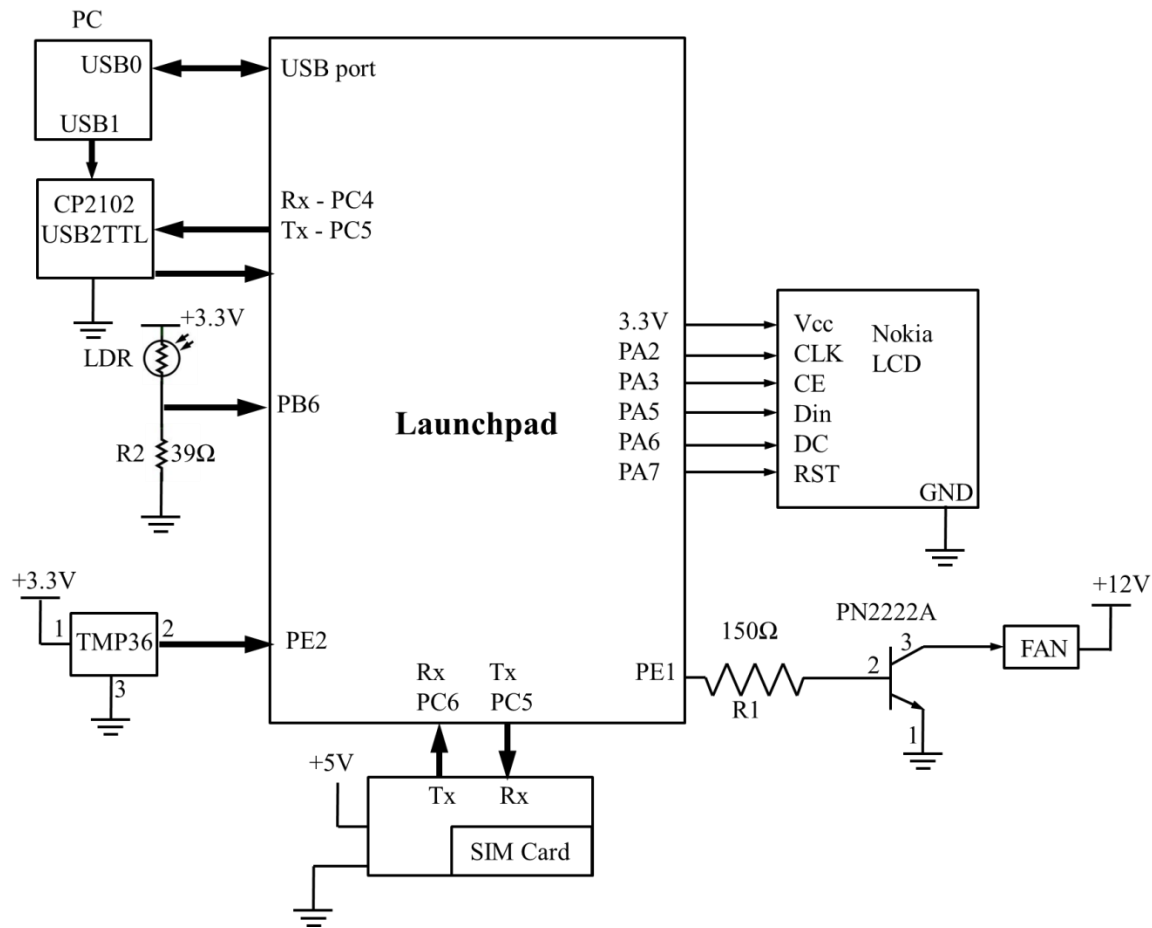 PC
USB0
USB1
USB port
CP2102
USB2TTL
Rx - PC4
Tx - PC5
+3.3V
LDR
PB6
R2
39Ω
+3.3V
1
TMP36
2
3
PE2
Launchpad
3.3V
PA2
PA3
PA5
PA6
PA7
Vcc
CLK
CE
Din
DC
RST
Nokia
LCD
GND
Rx
PC6
Tx
PC5
PE1
150Ω
R1
PN2222A
3
2
1
FAN
+12V
+5V
Tx
Rx
SIM Card